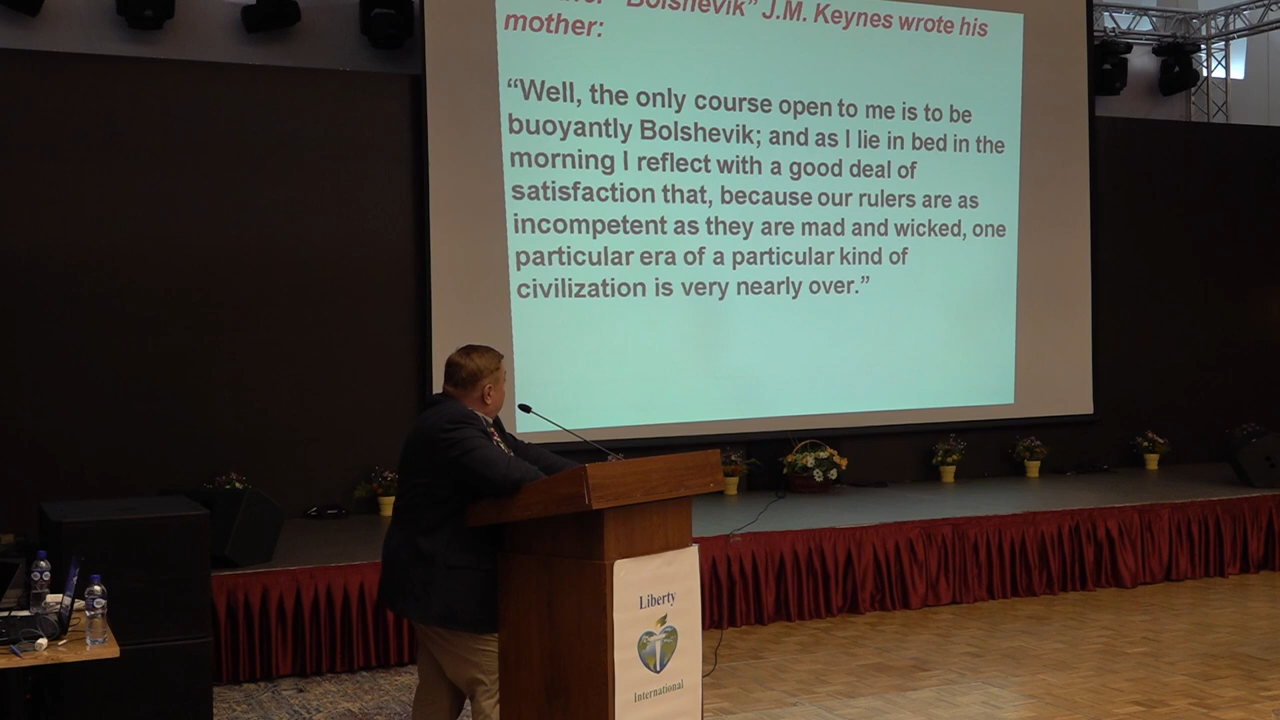 "Bolshevik" J.M. Keynes wrote his
mother:
"Well, the only course open to me is to be
buoyantly Bolshevik; and as I lie in bed in the
morning I reflect with a good deal of
satisfaction that, because our rulers are as
incompetent as they are mad and wicked, one
particular era of a particular kind of
civilization is very nearly over."
Liberty
International